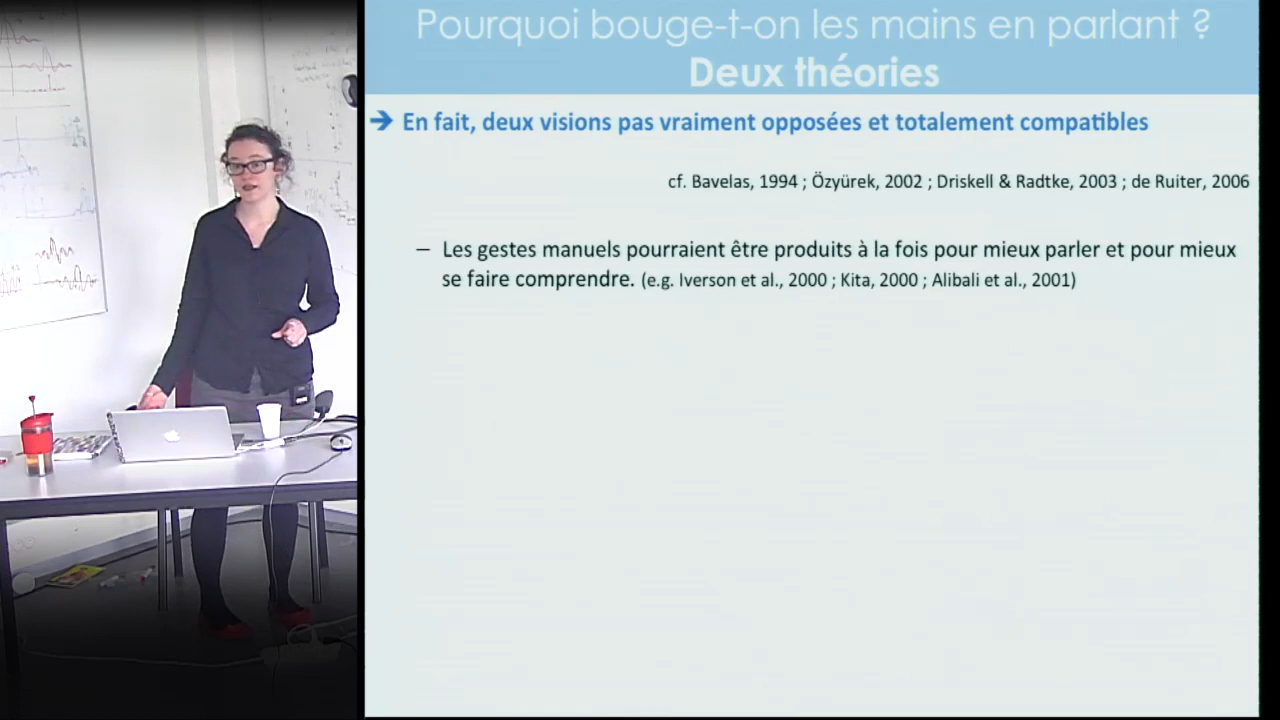 Pourquoi bouge-t-on les mains en parlant ?
Deux théories
➔ En fait, deux visions pas vraiment opposées et totalement compatibles
cf. Bavelas, 1994 ; Özyürek, 2002 ; Driskell & Radtke, 2003 ; de Ruiter, 2006
– Les gestes manuels pourraient être produits à la fois pour mieux parler et pour mieux
se faire comprendre. (e.g. Iverson et al., 2000 ; Kita, 2000 ; Alibali et al., 2001)